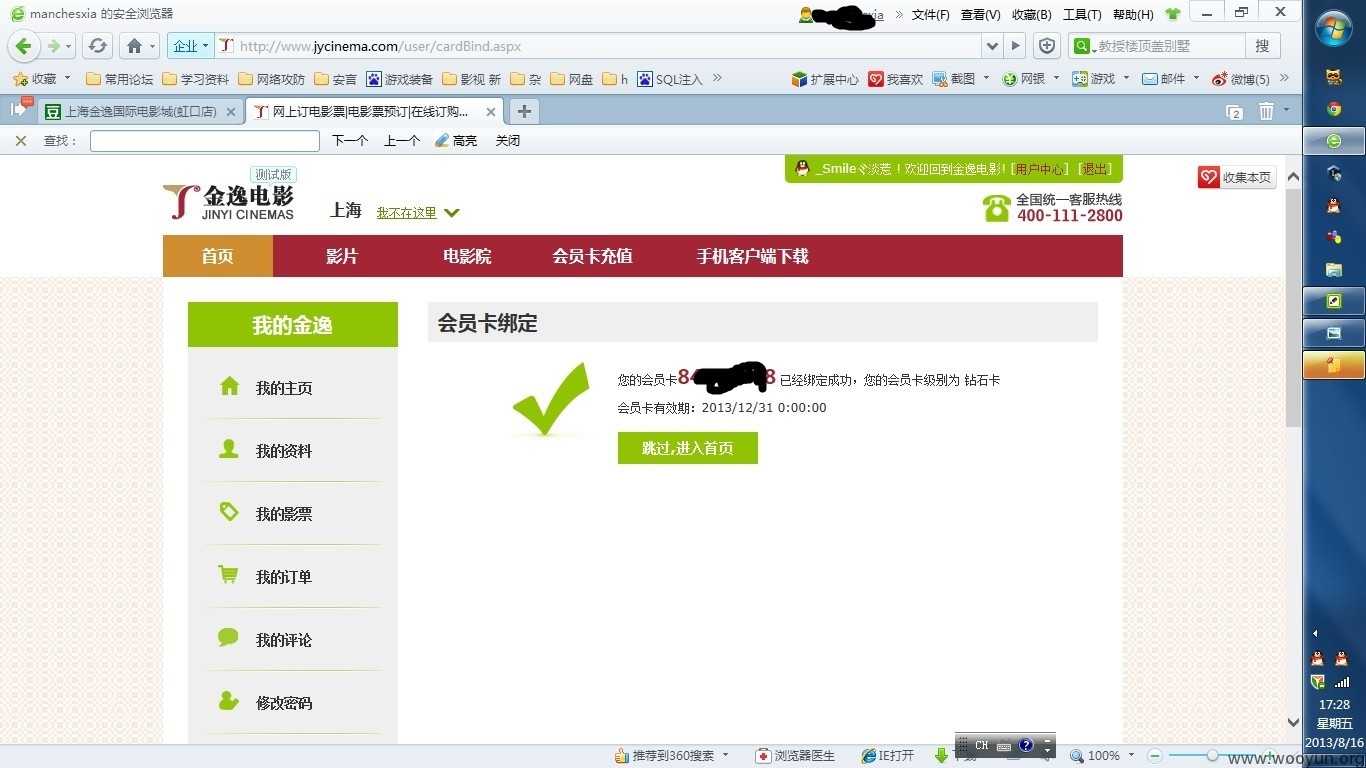 manchesxia 的安全浏览器
xia » 文件(F) 查看(V) 收藏(B) 工具(T) 帮助(H)
企业 http://www.jycinema.com/user/cardBind.aspx 教授楼顶盖别墅 搜
收藏 常用论坛 学习资料 网络攻防 安言 游戏装备 影视 新 杂 网盘 h SQL注入 » 扩展中心 我喜欢 截图 网银 游戏 邮件 微博(5) »
上海金逸国际电影城(虹口店) 网上订电影票|电影票预订|在线订购... 2
查找： 下一个 上一个 高亮 关闭
_Smile 淡莣！欢迎回到金逸电影! [用户中心] [退出]
收集本页
测试版
金逸电影
JINYI CINEMAS
上海 我不在这里
全国统一客服热线
400-111-2800
首页 影片 电影院 会员卡充值 手机客户端下载
我的金逸
会员卡绑定
我的主页
我的资料
我的影票
我的订单
我的评论
修改密码
您的会员卡84 8 已经绑定成功，您的会员卡级别为 钻石卡
会员卡有效期：2013/12/31 0:00:00
跳过,进入首页
17:28
星期五
2013/8/16
推荐到360搜索 浏览器医生 IE打开 CH 100%
www.wooyun.org